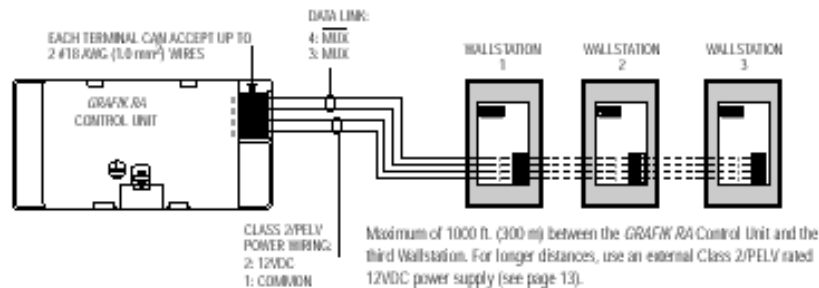 DATA LINK:
4: MUX
3: MUX
EACH TERMINAL CAN ACCEPT UP TO
2 #18 AWG (1.0 mm²) WIRES
WALLSTATION
1
WALLSTATION
2
WALLSTATION
3
GRAFIK RA
CONTROL UNIT
CLASS 2/PELV
POWER WIRING:
2: 12VDC
1: COMMON
Maximum of 1000 ft. (300 m) between the GRAFIK RA Control Unit and the
third Wallstation. For longer distances, use an external Class 2/PELV rated
12VDC power supply (see page 13).